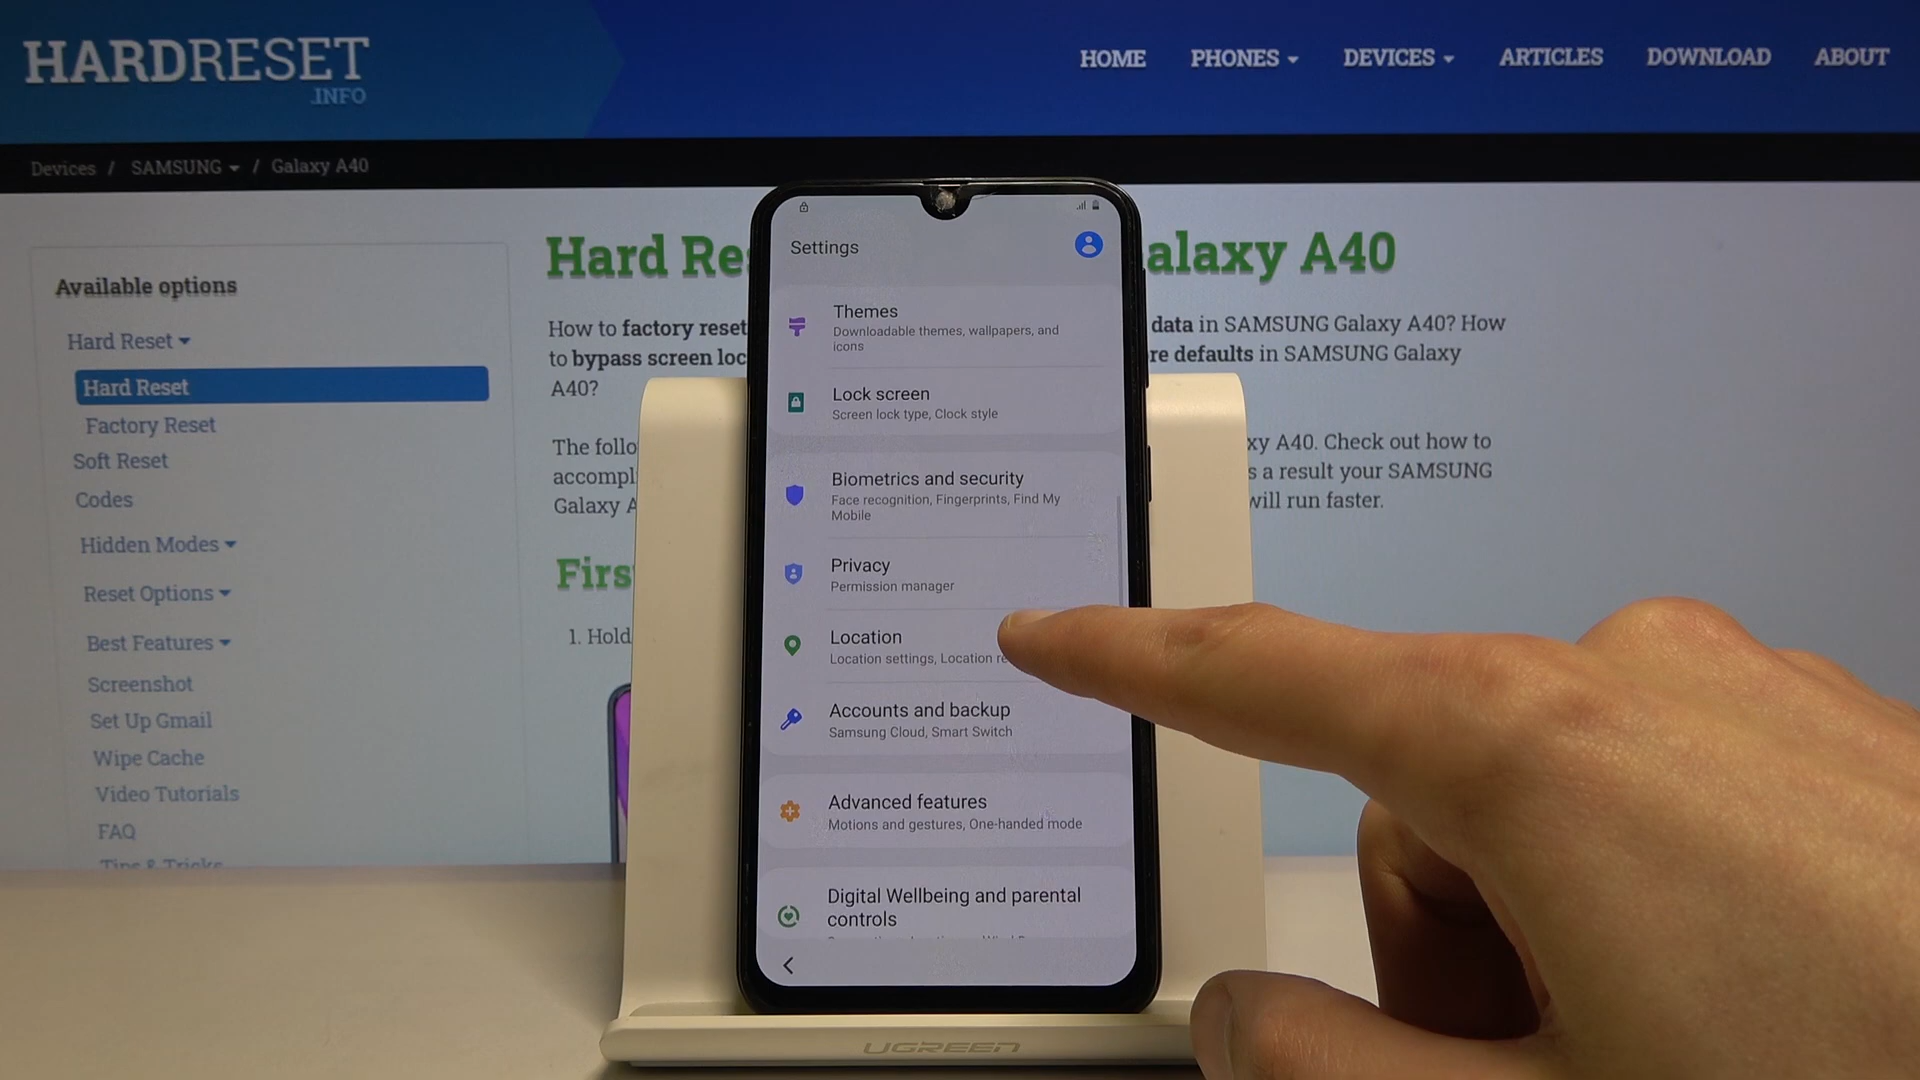 HARDRESET
.INFO
HOME PHONES DEVICES ARTICLES DOWNLOAD ABOUT
Devices / SAMSUNG / Galaxy A40
Available options
Hard Reset
Hard Reset
Factory Reset
Soft Reset
Codes
Hidden Modes
Reset Options
Best Features
Screenshot
Set Up Gmail
Wipe Cache
Video Tutorials
FAQ
Tips & Tricks
Hard Re alaxy A40
How to factory reset data in SAMSUNG Galaxy A40? How
to bypass screen loc re defaults in SAMSUNG Galaxy
A40?
The follo xy A40. Check out how to
accompl s a result your SAMSUNG
Galaxy A will run faster.
Firs
1. Hold
Settings
Themes
Downloadable themes, wallpapers, and
icons
Lock screen
Screen lock type, Clock style
Biometrics and security
Face recognition, Fingerprints, Find My
Mobile
Privacy
Permission manager
Location
Location settings, Location re
Accounts and backup
Samsung Cloud, Smart Switch
Advanced features
Motions and gestures, One-handed mode
Digital Wellbeing and parental
controls
UGREEN